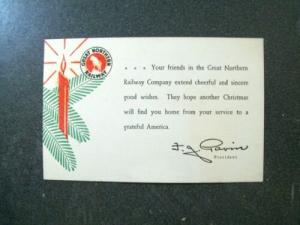 GREAT NORTHERN
RAILWAY
. . . Your friends in the Great Northern
Railway Company extend cheerful and sincere
good wishes. They hope another Christmas
will find you home from your service to a
grateful America.
F. J. Gavin
President